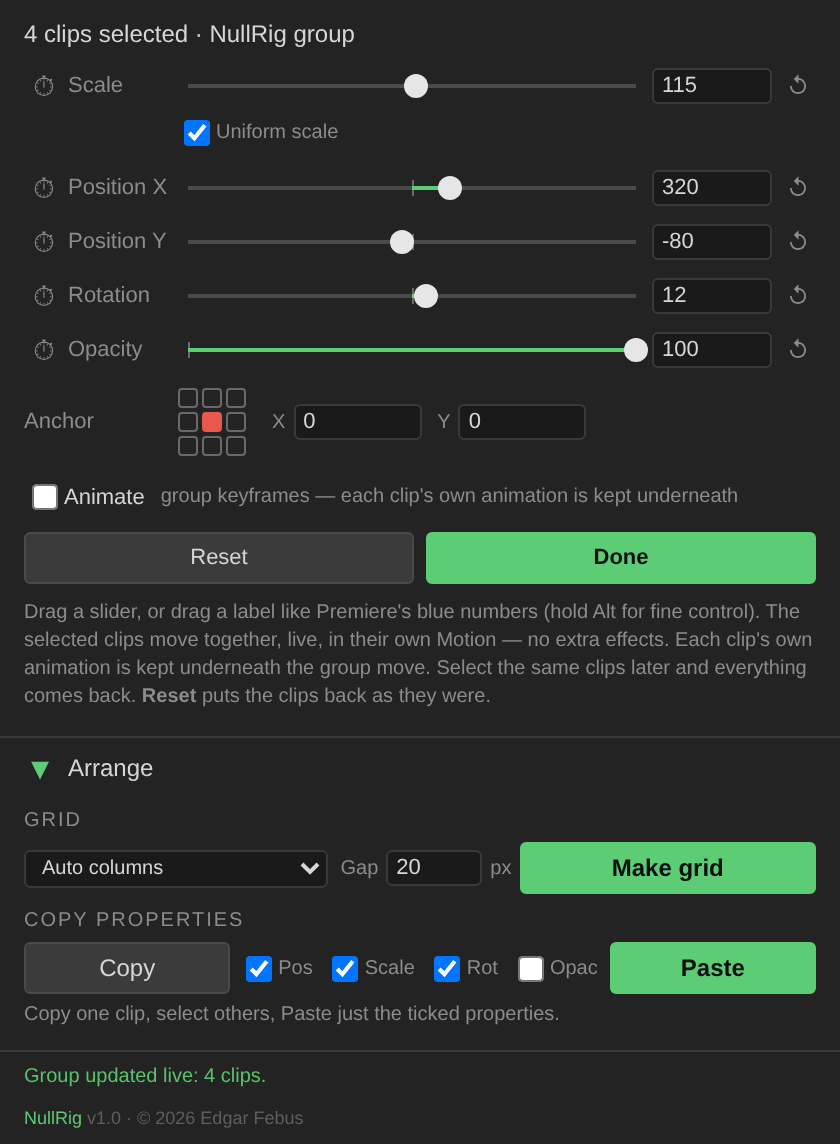 4 clips selected · NullRig group
Scale 115
Uniform scale
Position X 320
Position Y -80
Rotation 12
Opacity 100
Anchor X 0 Y 0
Animate group keyframes — each clip's own animation is kept underneath
Reset Done
Drag a slider, or drag a label like Premiere's blue numbers (hold Alt for fine control). The
selected clips move together, live, in their own Motion — no extra effects. Each clip's own
animation is kept underneath the group move. Select the same clips later and everything
comes back. Reset puts the clips back as they were.
Arrange
GRID
Auto columns Gap 20 px Make grid
COPY PROPERTIES
Copy Pos Scale Rot Opac Paste
Copy one clip, select others, Paste just the ticked properties.
Group updated live: 4 clips.
NullRig v1.0 · © 2026 Edgar Febus